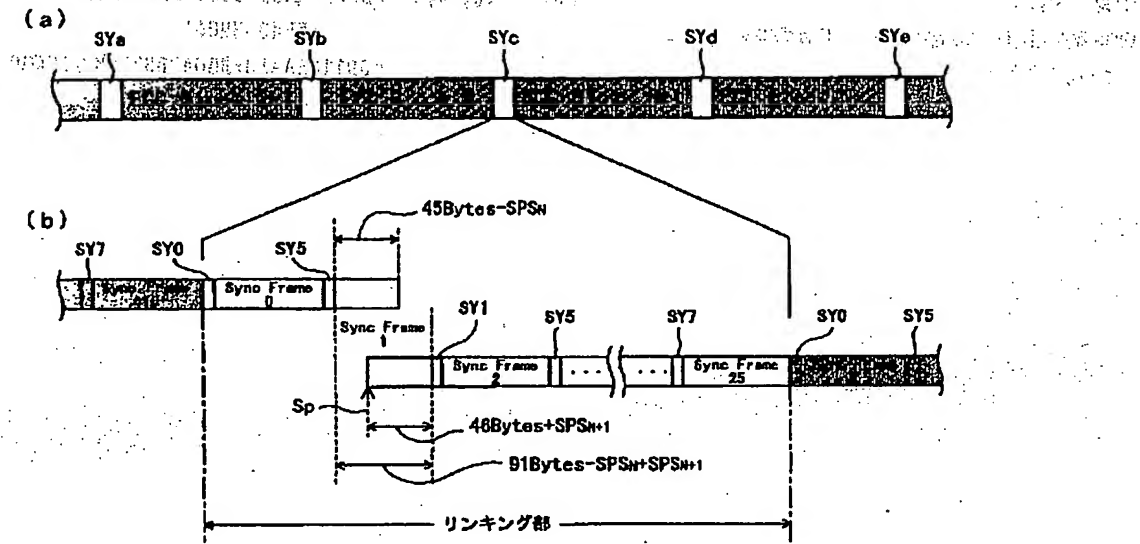 (a)
SYa SYb SYc SYd SYe
(b)
45Bytes-SPSN
SY7 SY0 SY5
Sync Frame
Sync Frame
0
Sync Frame
1
SY1 SY5 SY7 SY0 SY5
Sync Frame
2
Sync Frame
25
Sp
46Bytes+SPSN+1
91Bytes-SPSN+SPSN+1
リンキング部